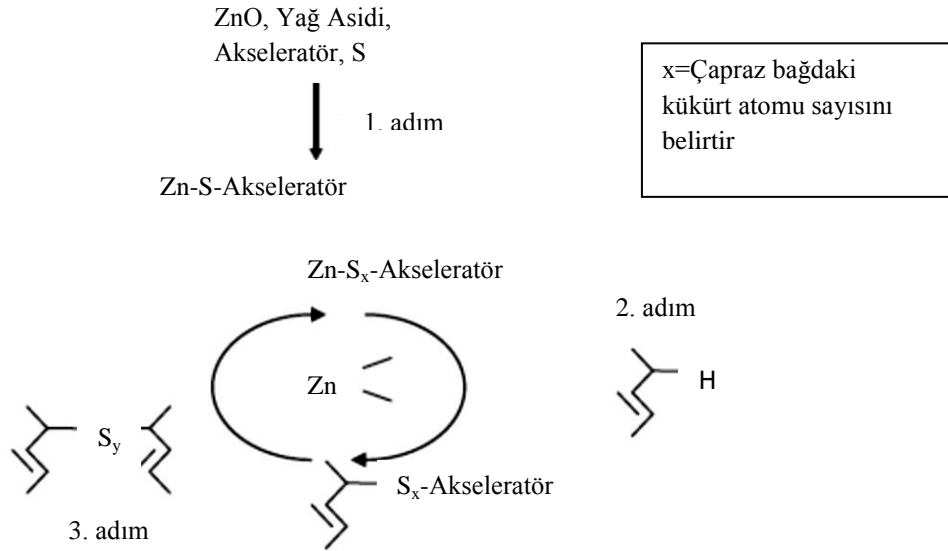 ZnO, Yağ Asidi,
Akseleratör, S
x=Çapraz bağdaki
kükürt atomu sayısını
belirtir
1. adım
Zn-S-Akseleratör
Zn-Sₓ-Akseleratör
2. adım
Zn
H
S_y
Sₓ-Akseleratör
3. adım